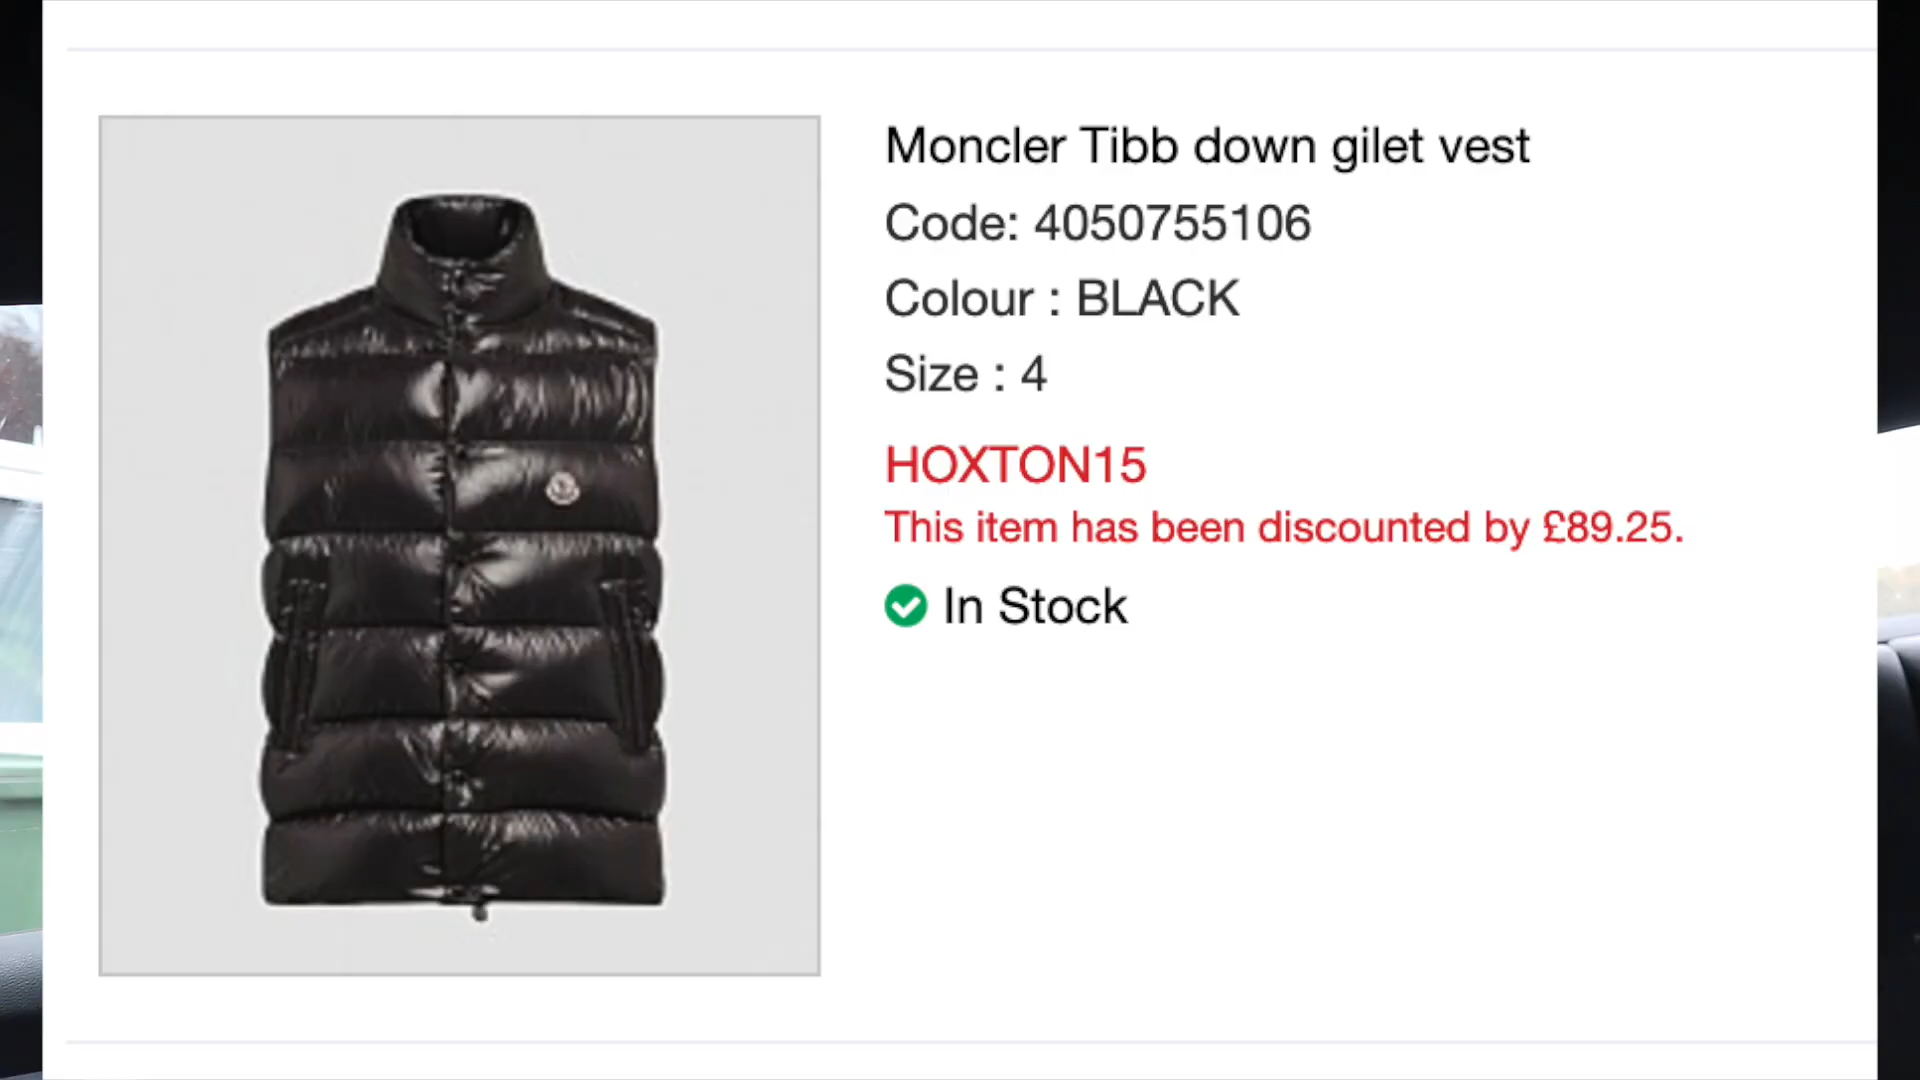 Moncler Tibb down gilet vest
Code: 4050755106
Colour : BLACK
Size : 4
HOXTON15
This item has been discounted by £89.25.
In Stock